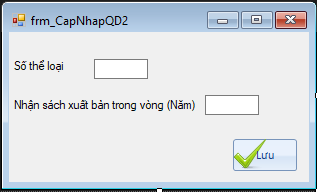 frm_CapNhapQD2
Số thể loại
Nhận sách xuất bản trong vòng (Năm)
Lưu